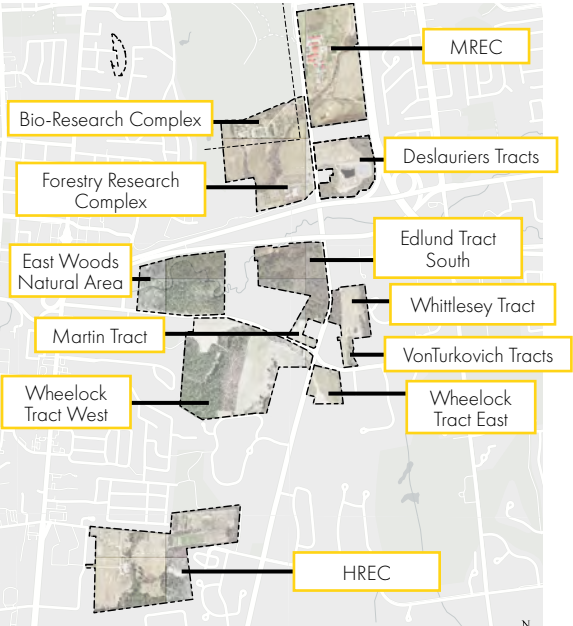 MREC
Bio-Research Complex
Deslauriers Tracts
Forestry Research
Complex
Edlund Tract
South
East Woods
Natural Area
Whittlesey Tract
Martin Tract
VonTurkovich Tracts
Wheelock
Tract West
Wheelock
Tract East
HREC
N